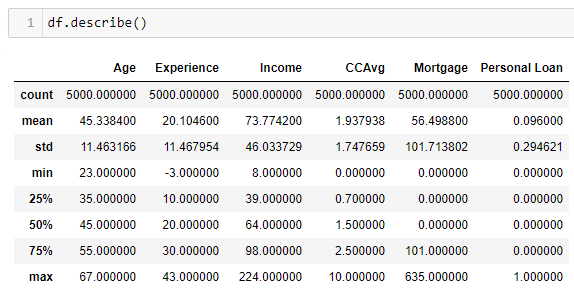 1 df.describe()
Age Experience Income CCAvg Mortgage Personal Loan
count 5000.000000 5000.000000 5000.000000 5000.000000 5000.000000 5000.000000
mean 45.338400 20.104600 73.774200 1.937938 56.498800 0.096000
std 11.463166 11.467954 46.033729 1.747659 101.713802 0.294621
min 23.000000 -3.000000 8.000000 0.000000 0.000000 0.000000
25% 35.000000 10.000000 39.000000 0.700000 0.000000 0.000000
50% 45.000000 20.000000 64.000000 1.500000 0.000000 0.000000
75% 55.000000 30.000000 98.000000 2.500000 101.000000 0.000000
max 67.000000 43.000000 224.000000 10.000000 635.000000 1.000000